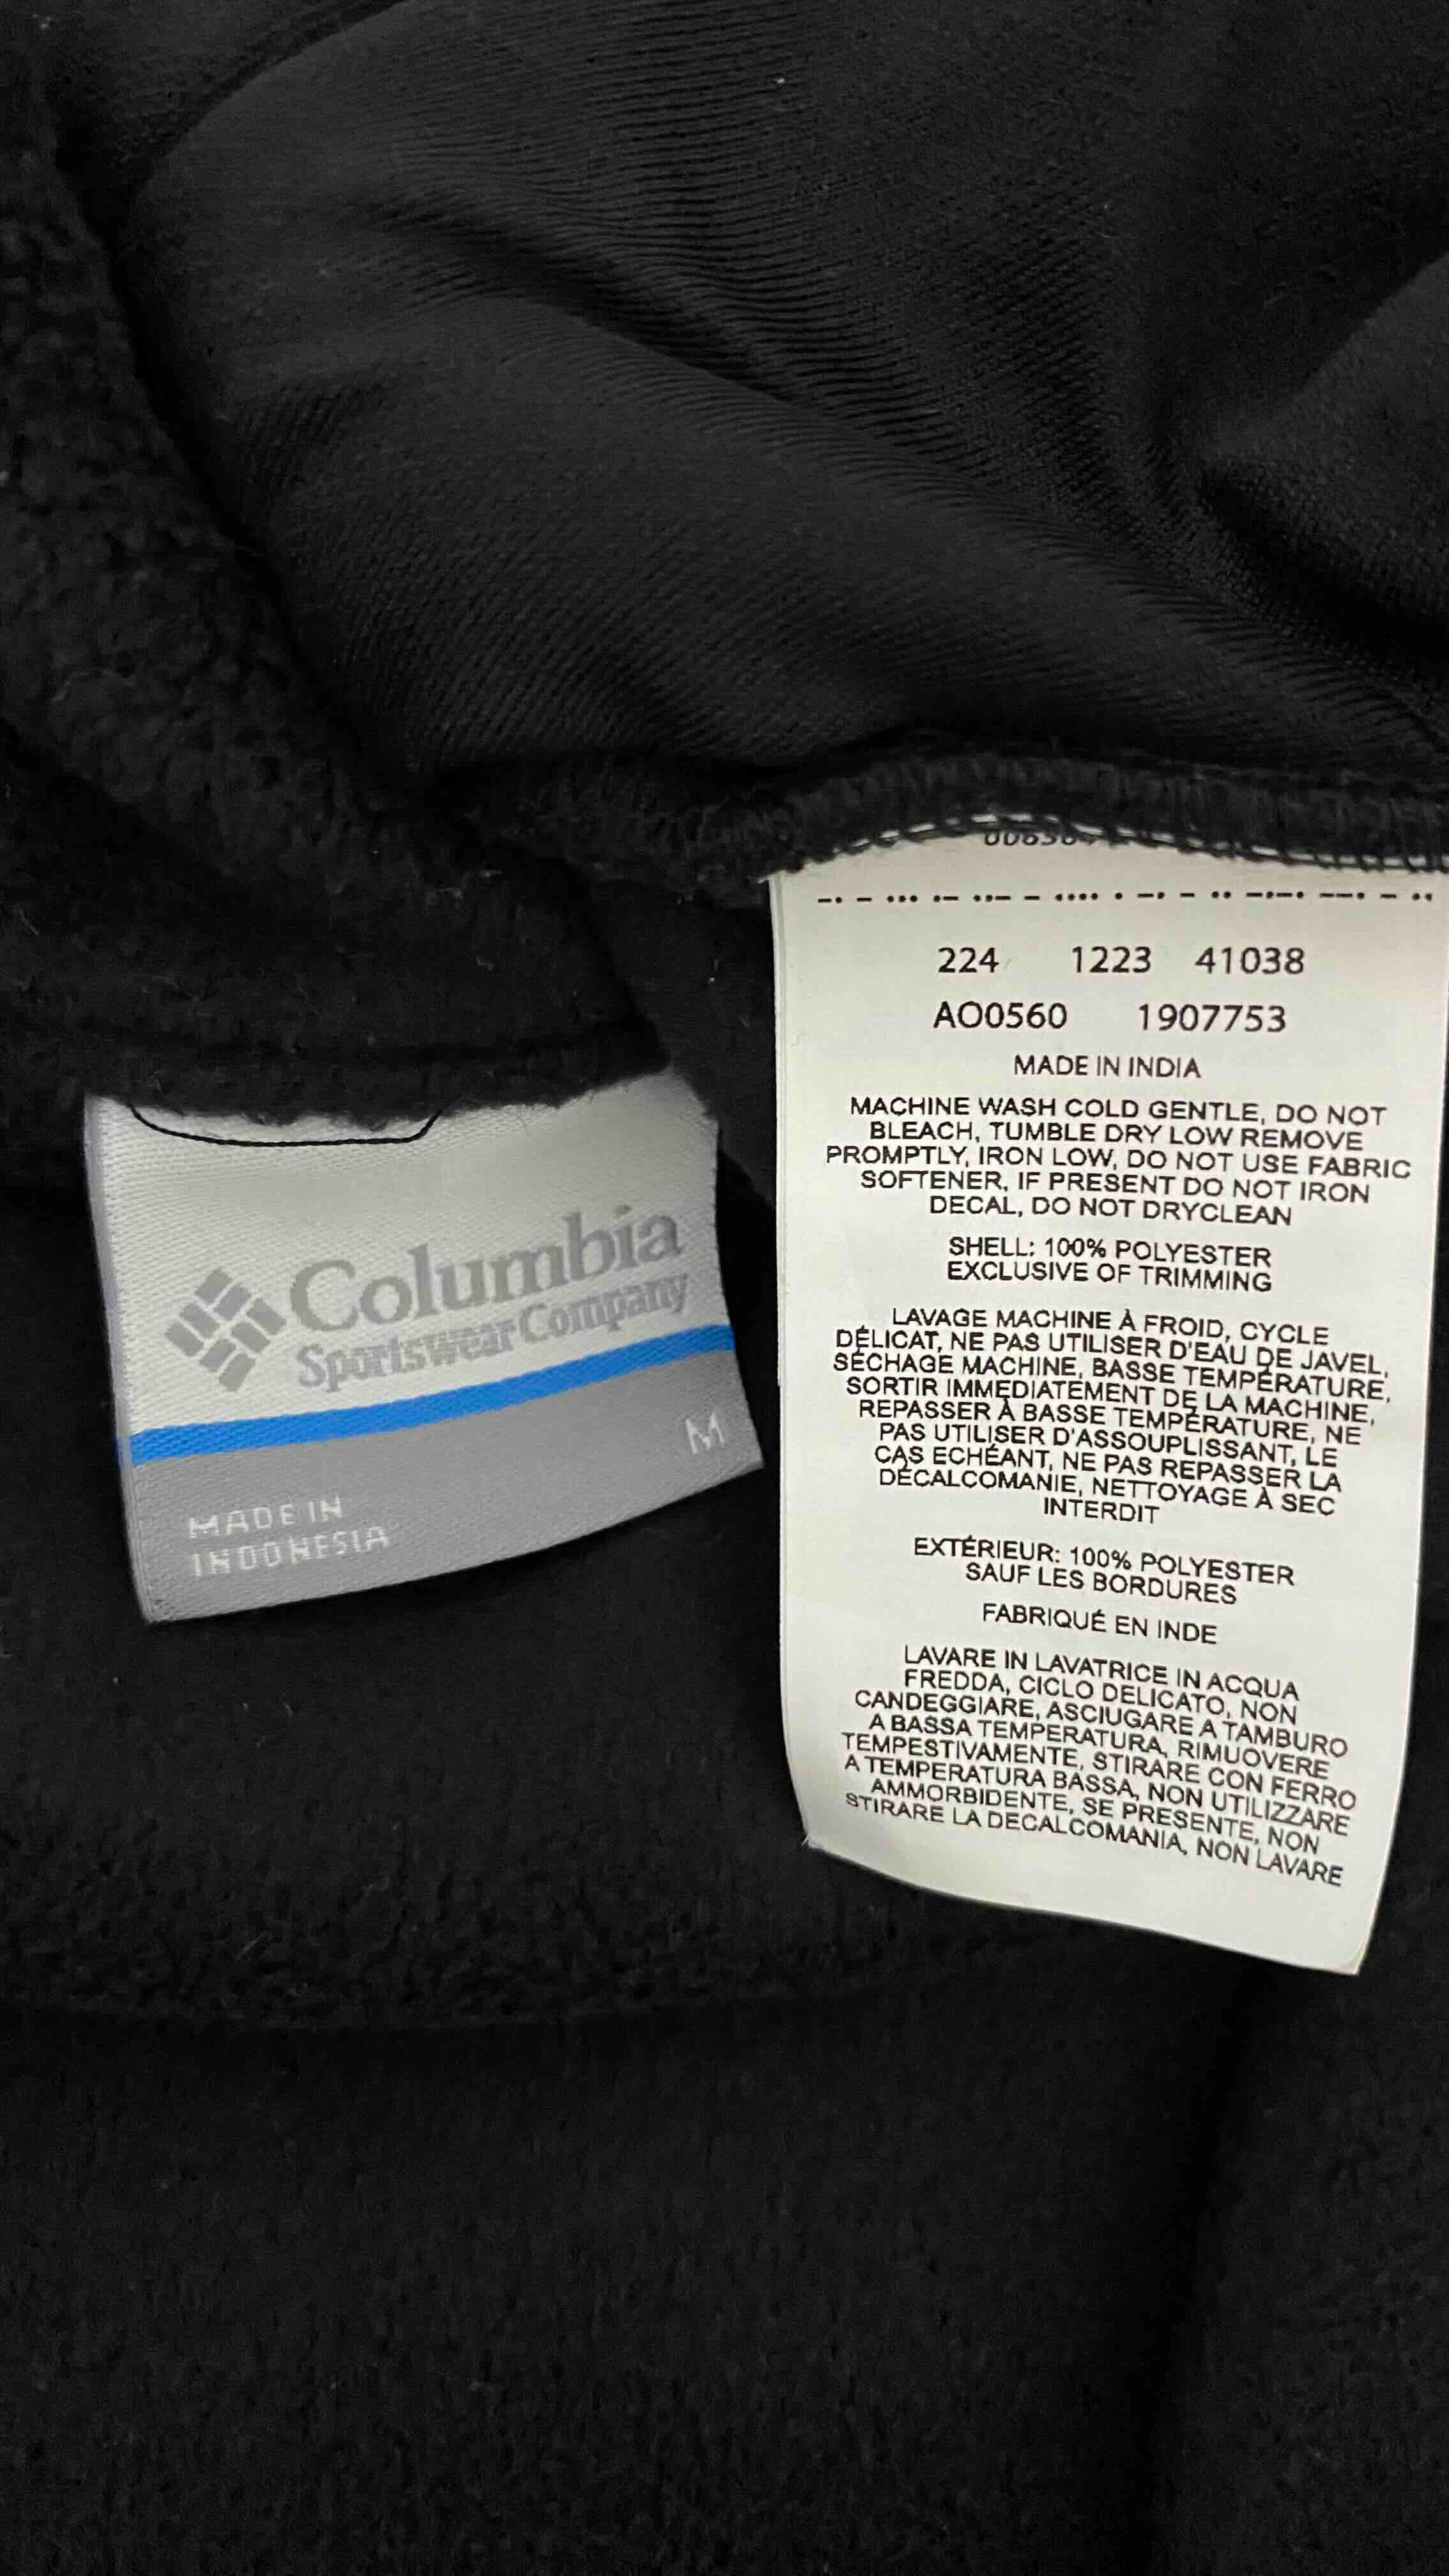 Columbia
Sportswear Company
M
MADE IN
INDONESIA
224 1223 41038
AO0560 1907753
MADE IN INDIA
MACHINE WASH COLD GENTLE, DO NOT
BLEACH, TUMBLE DRY LOW REMOVE
PROMPTLY, IRON LOW, DO NOT USE FABRIC
SOFTENER, IF PRESENT DO NOT IRON
DECAL, DO NOT DRYCLEAN
SHELL: 100% POLYESTER
EXCLUSIVE OF TRIMMING
LAVAGE MACHINE À FROID, CYCLE
DÉLICAT, NE PAS UTILISER D'EAU DE JAVEL,
SÉCHAGE MACHINE, BASSE TEMPÉRATURE,
SORTIR IMMÉDIATEMENT DE LA MACHINE,
REPASSER À BASSE TEMPÉRATURE, NE
PAS UTILISER D'ASSOUPLISSANT, LE
CAS ECHÉANT, NE PAS REPASSER LA
DÉCALCOMANIE, NETTOYAGE À SEC
INTERDIT
EXTÉRIEUR: 100% POLYESTER
SAUF LES BORDURES
FABRIQUÉ EN INDE
LAVARE IN LAVATRICE IN ACQUA
FREDDA, CICLO DELICATO, NON
CANDEGGIARE, ASCIUGARE A TAMBURO
A BASSA TEMPERATURA, RIMUOVERE
TEMPESTIVAMENTE, STIRARE CON FERRO
A TEMPERATURA BASSA, NON UTILIZZARE
AMMORBIDENTE, SE PRESENTE, NON
STIRARE LA DECALCOMANIA, NON LAVARE